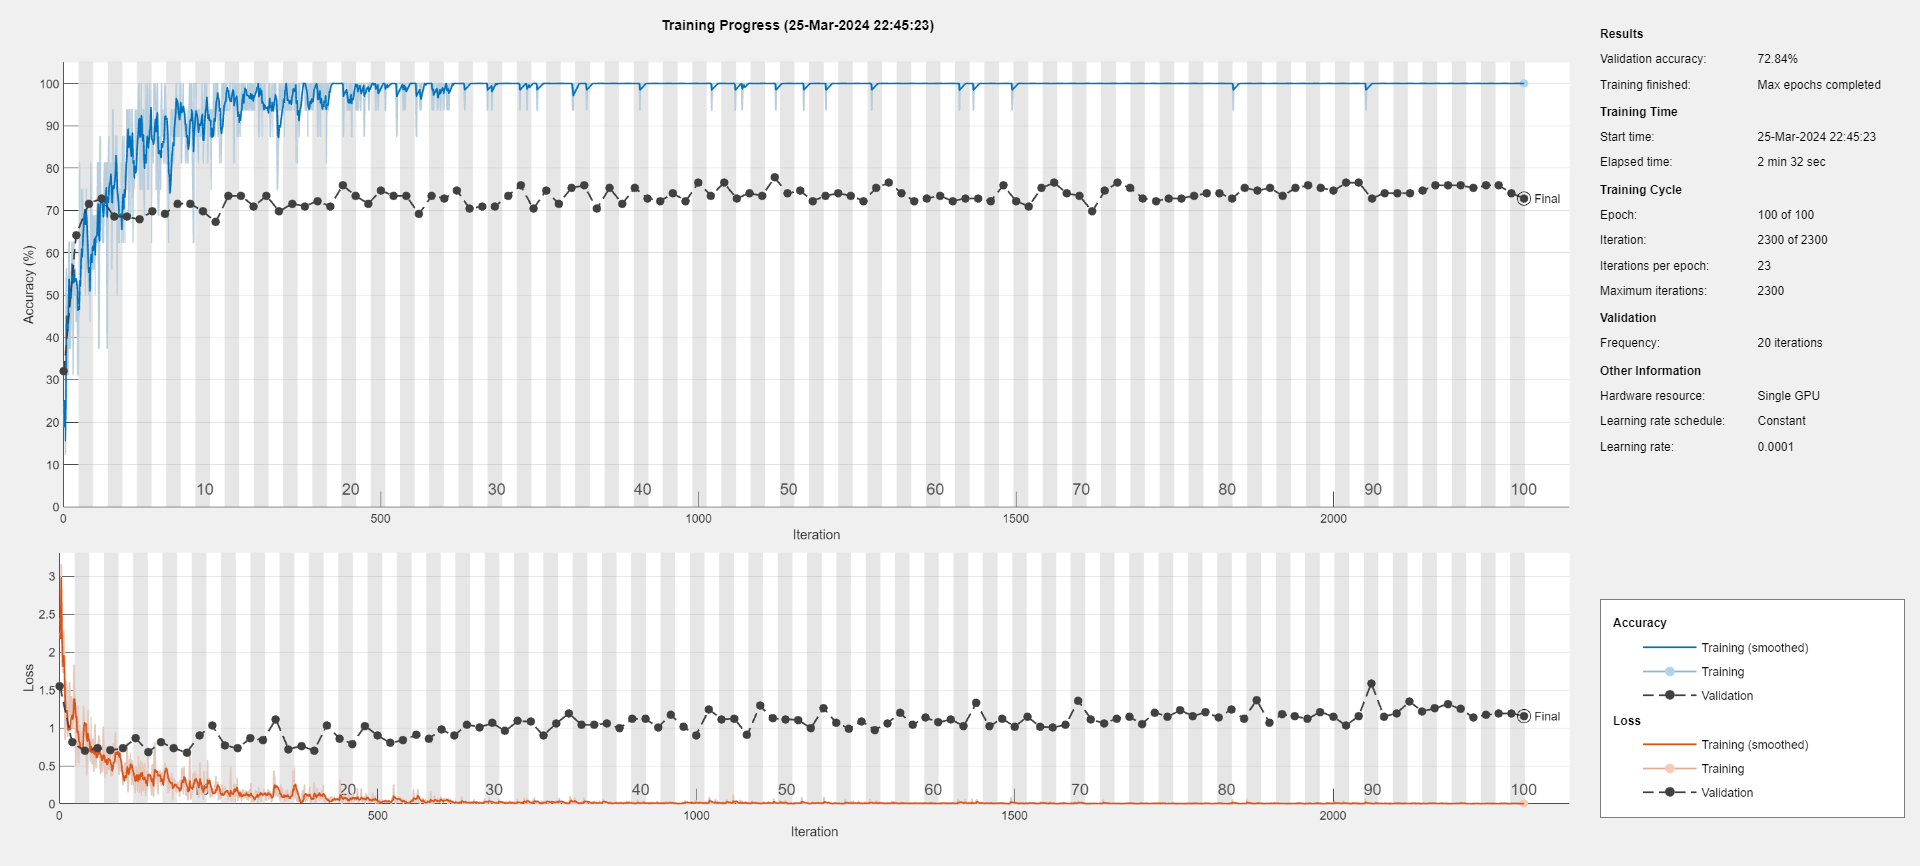 Training Progress (25-Mar-2024 22:45:23)
Accuracy (%)
100
90
80
70
60
50
40
30
20
10
0
Final
10 20 30 40 50 60 70 80 90 100
0 500 1000 1500 2000
Iteration
Loss
3
2.5
2
1.5
1
0.5
0
Final
20 30 40 50 60 70 80 90 100
0 500 1000 1500 2000
Iteration
Results
Validation accuracy: 72.84%
Training finished: Max epochs completed
Training Time
Start time: 25-Mar-2024 22:45:23
Elapsed time: 2 min 32 sec
Training Cycle
Epoch: 100 of 100
Iteration: 2300 of 2300
Iterations per epoch: 23
Maximum iterations: 2300
Validation
Frequency: 20 iterations
Other Information
Hardware resource: Single GPU
Learning rate schedule: Constant
Learning rate: 0.0001
Accuracy
Training (smoothed)
Training
Validation
Loss
Training (smoothed)
Training
Validation